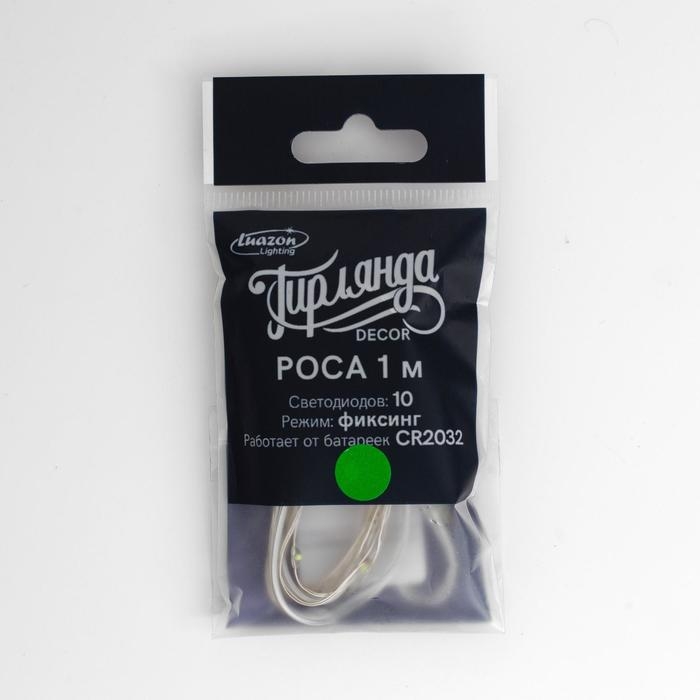 Luazon
Lighting
Гирлянда
DECOR
РОСА 1 м
Светодиодов: 10
Режим: фиксинг
Работает от батареек CR2032